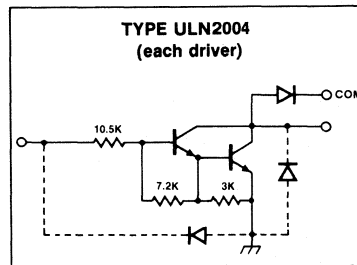 TYPE ULN2004
(each driver)
COM
10.5K
7.2K
3K